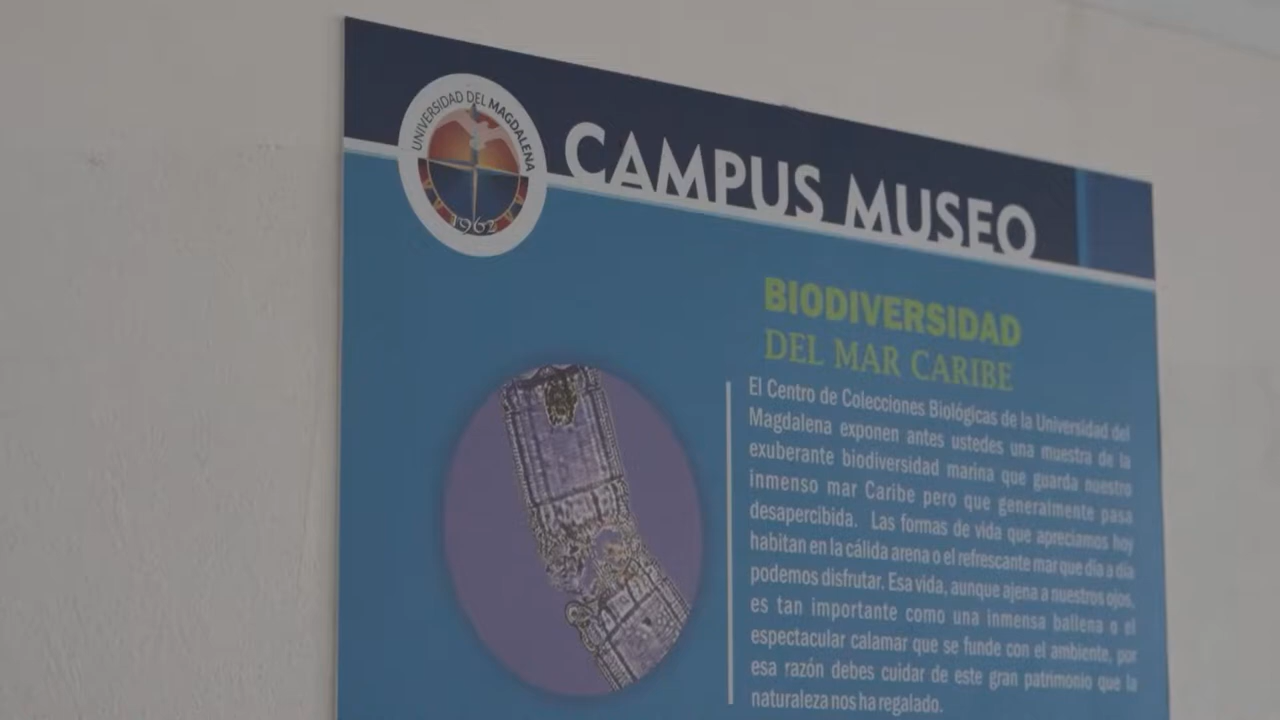 UNIVERSIDAD DEL MAGDALENA
1962
CAMPUS MUSEO
BIODIVERSIDAD
DEL MAR CARIBE
El Centro de Colecciones Biológicas de la Universidad del
Magdalena exponen antes ustedes una muestra de la
exuberante biodiversidad marina que guarda nuestro
inmenso mar Caribe pero que generalmente pasa
desapercibida. Las formas de vida que apreciamos hoy
habitan en la cálida arena o el refrescante mar que día a día
podemos disfrutar. Esa vida, aunque ajena a nuestros ojos,
es tan importante como una inmensa ballena o el
espectacular calamar que se funde con el ambiente, por
esa razón debes cuidar de este gran patrimonio que la
naturaleza nos ha regalado.